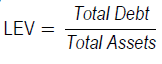 LEV = Total Debt
Total Assets